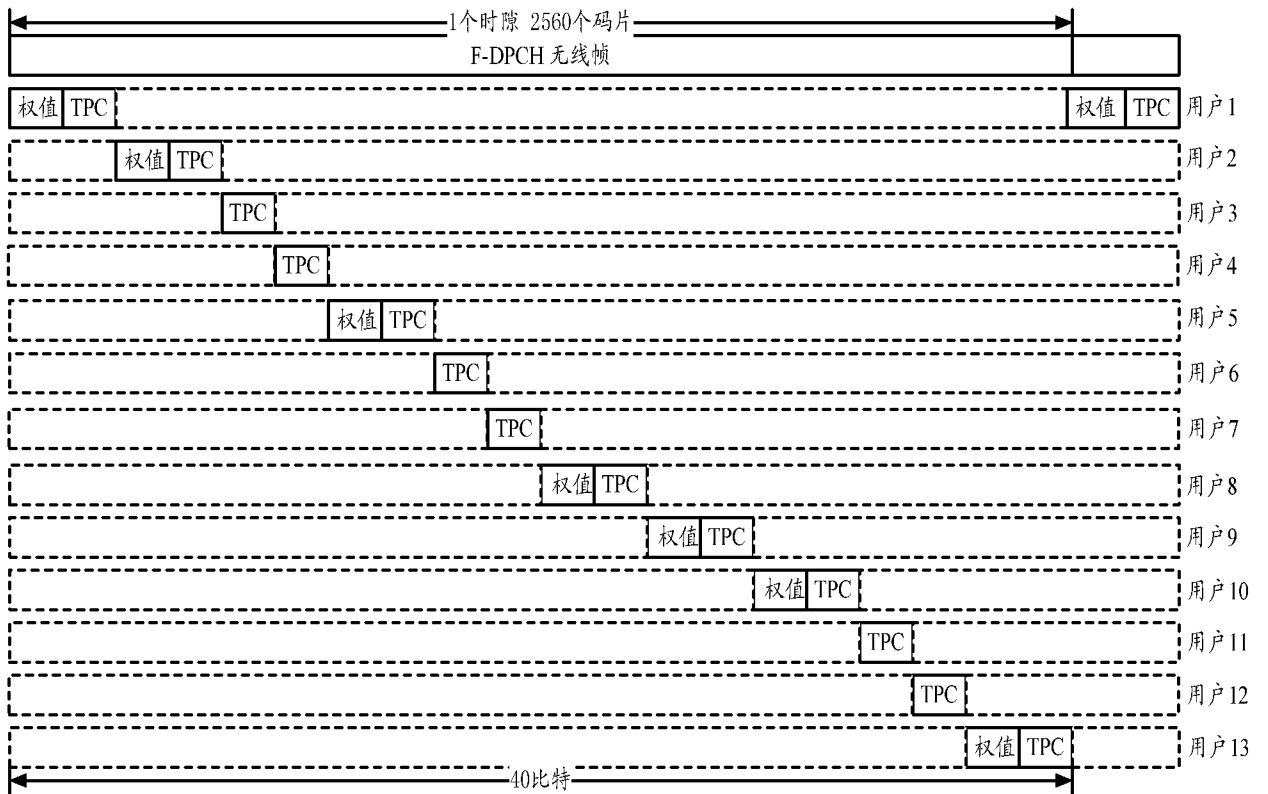 1个时隙 2560个码片
F-DPCH 无线帧
权值 TPC 权值 TPC 用户1
权值 TPC 用户2
TPC 用户3
TPC 用户4
权值 TPC 用户5
TPC 用户6
TPC 用户7
权值 TPC 用户8
权值 TPC 用户9
权值 TPC 用户10
TPC 用户11
TPC 用户12
权值 TPC 用户13
40比特